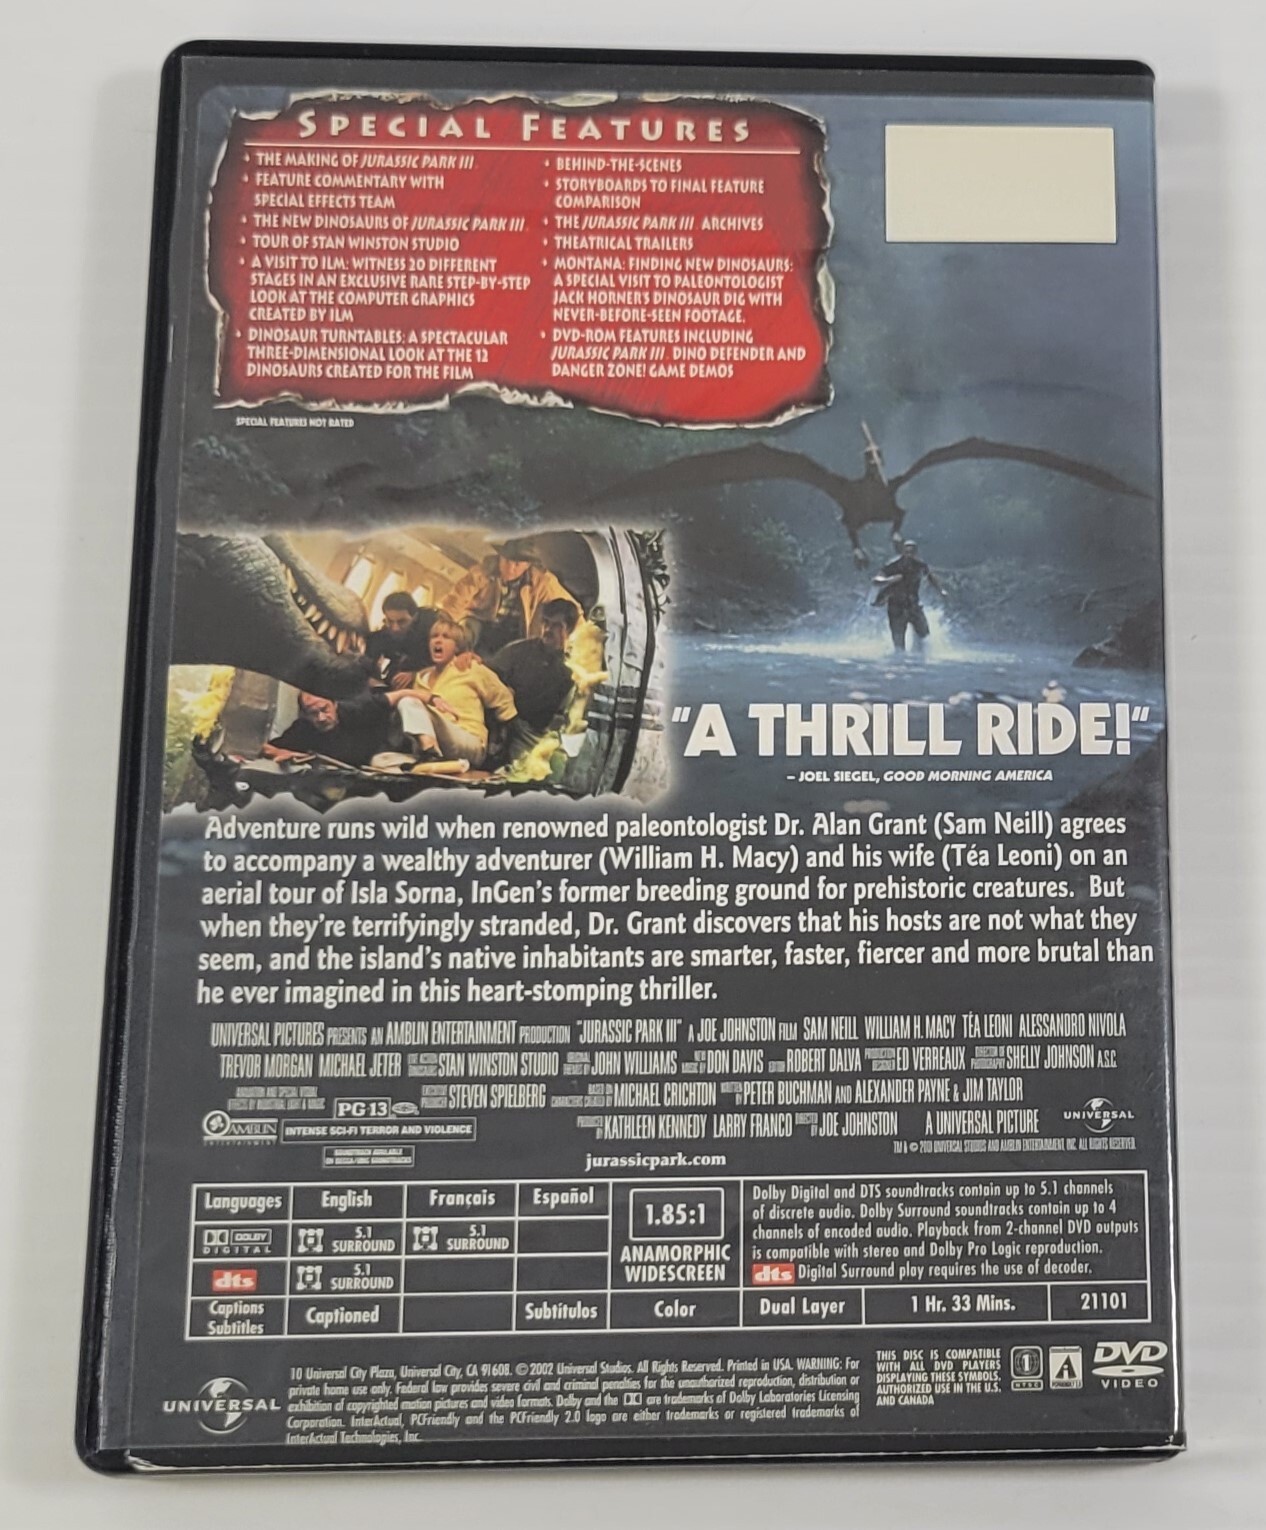 SPECIAL FEATURES
• THE MAKING OF JURASSIC PARK III
• FEATURE COMMENTARY WITH
SPECIAL EFFECTS TEAM
• THE NEW DINOSAURS OF JURASSIC PARK III
• TOUR OF STAN WINSTON STUDIO
• A VISIT TO ILM: WITNESS 20 DIFFERENT
STAGES IN AN EXCLUSIVE RARE STEP-BY-STEP
LOOK AT THE COMPUTER GRAPHICS
CREATED BY ILM
• DINOSAUR TURNTABLES: A SPECTACULAR
THREE-DIMENSIONAL LOOK AT THE 12
DINOSAURS CREATED FOR THE FILM
• BEHIND-THE-SCENES
• STORYBOARDS TO FINAL FEATURE
COMPARISON
• THE JURASSIC PARK III ARCHIVES
• THEATRICAL TRAILERS
• MONTANA: FINDING NEW DINOSAURS:
A SPECIAL VISIT TO PALEONTOLOGIST
JACK HORNER'S DINOSAUR DIG WITH
NEVER-BEFORE-SEEN FOOTAGE.
• DVD-ROM FEATURES INCLUDING
JURASSIC PARK III DINO DEFENDER AND
DANGER ZONE! GAME DEMOS
SPECIAL FEATURES NOT RATED
"A THRILL RIDE!"
– JOEL SIEGEL, GOOD MORNING AMERICA
Adventure runs wild when renowned paleontologist Dr. Alan Grant (Sam Neill) agrees
to accompany a wealthy adventurer (William H. Macy) and his wife (Téa Leoni) on an
aerial tour of Isla Sorna, InGen's former breeding ground for prehistoric creatures. But
when they're terrifyingly stranded, Dr. Grant discovers that his hosts are not what they
seem, and the island's native inhabitants are smarter, faster, fiercer and more brutal than
he ever imagined in this heart-stomping thriller.
UNIVERSAL PICTURES PRESENTS AN AMBLIN ENTERTAINMENT PRODUCTION "JURASSIC PARK III" A JOE JOHNSTON FILM SAM NEILL WILLIAM H. MACY TÉA LEONI ALESSANDRO NIVOLA
TREVOR MORGAN MICHAEL JETER STAN WINSTON STUDIO JOHN WILLIAMS DON DAVIS ROBERT DALVA ED VERREAUX SHELLY JOHNSON A.S.C.
STEVEN SPIELBERG MICHAEL CRICHTON PETER BUCHMAN AND ALEXANDER PAYNE & JIM TAYLOR
KATHLEEN KENNEDY LARRY FRANCO JOE JOHNSTON A UNIVERSAL PICTURE
UNIVERSAL
AMBLIN
ENTERTAINMENT
PG-13
INTENSE SCI-FI TERROR AND VIOLENCE
SOUNDTRACK AVAILABLE
jurassicpark.com
UNIVERSAL STUDIOS AND AMBLIN ENTERTAINMENT, INC. ALL RIGHTS RESERVED.
Languages English Français Español
DOLBY DIGITAL 5.1 SURROUND 5.1 SURROUND
dts 5.1 SURROUND
Captions Subtitles Captioned Subtítulos
1.85:1
ANAMORPHIC
WIDESCREEN
Color
Dolby Digital and DTS soundtracks contain up to 5.1 channels
of discrete audio. Dolby Surround soundtracks contain up to 4
channels of encoded audio. Playback from 2-channel DVD outputs
is compatible with stereo and Dolby Pro Logic reproduction.
dts Digital Surround play requires the use of decoder.
Dual Layer 1 Hr. 33 Mins. 21101
UNIVERSAL
10 Universal City Plaza, Universal City, CA 91608. © 2002 Universal Studios. All Rights Reserved. Printed in USA. WARNING: For
private home use only. Federal law provides severe civil and criminal penalties for the unauthorized reproduction, distribution or
exhibition of copyrighted motion pictures and video formats. Dolby and the DD are trademarks of Dolby Laboratories Licensing
Corporation. InterActual, PCFriendly and the PCFriendly 2.0 logo are either trademarks or registered trademarks of
InterActual Technologies, Inc.
THIS DISC IS COMPATIBLE
WITH ALL DVD PLAYERS
DISPLAYING THESE SYMBOLS.
AUTHORIZED USE IN THE U.S.
AND CANADA
1
NTSC
DVD
VIDEO